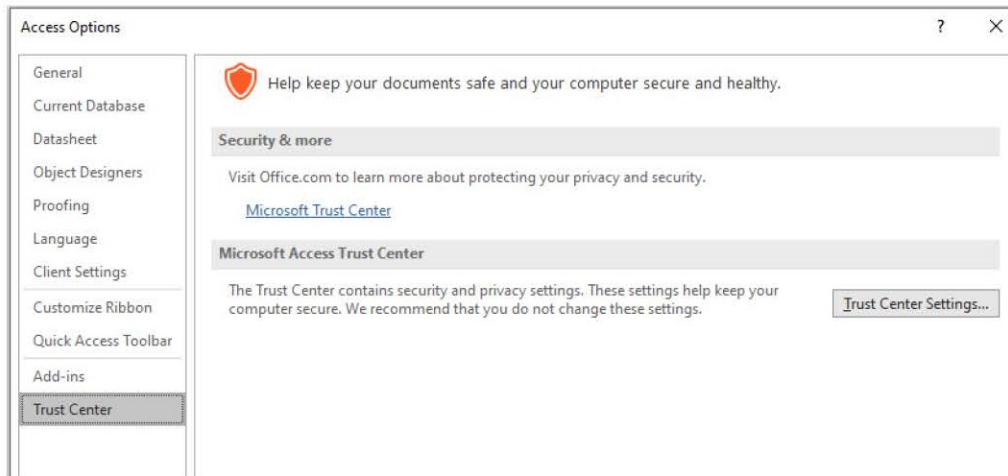 Access Options
?
General
Current Database
Datasheet
Object Designers
Proofing
Language
Client Settings
Customize Ribbon
Quick Access Toolbar
Add-ins
Trust Center
Help keep your documents safe and your computer secure and healthy.
Security & more
Visit Office.com to learn more about protecting your privacy and security.
Microsoft Trust Center
Microsoft Access Trust Center
The Trust Center contains security and privacy settings. These settings help keep your
computer secure. We recommend that you do not change these settings.
Trust Center Settings...